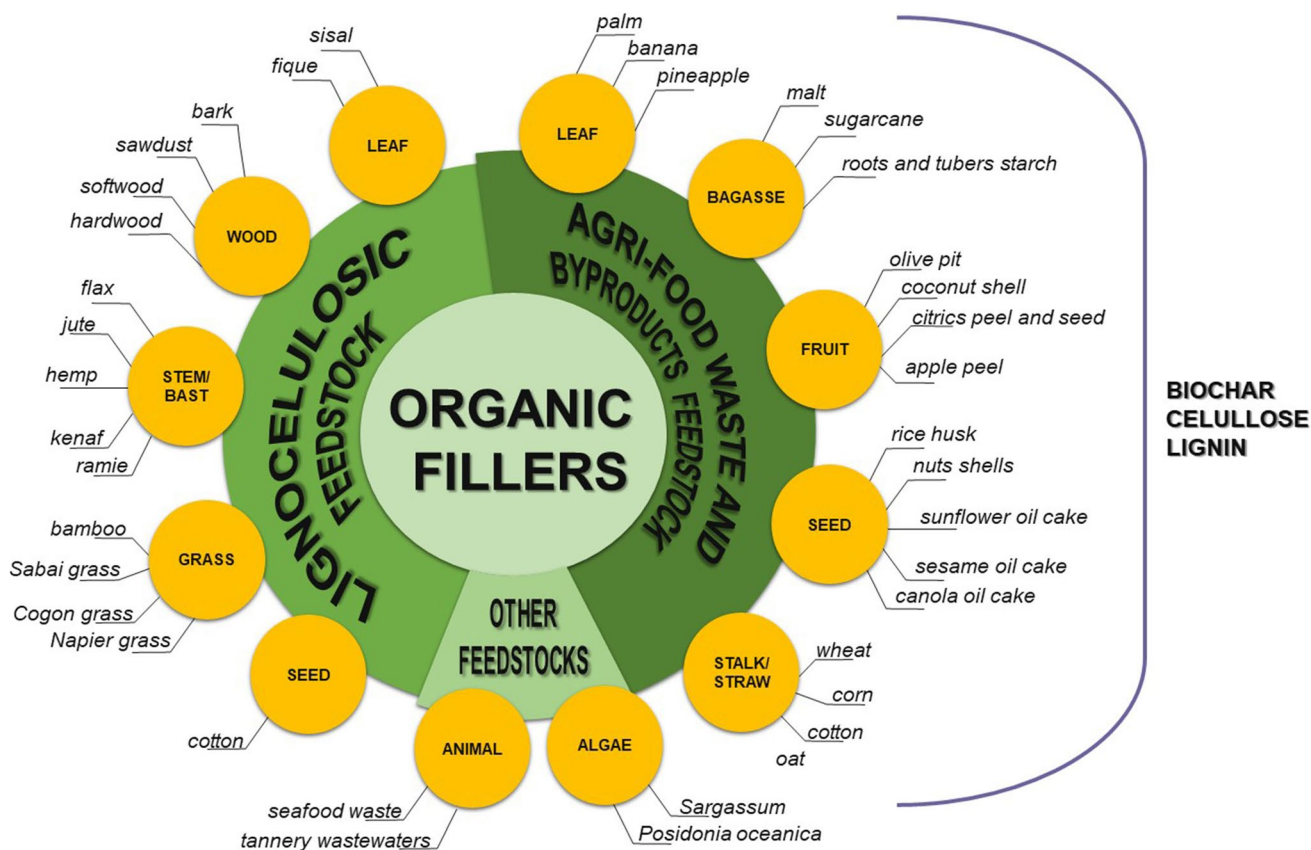 ORGANIC
FILLERS
LIGNOCELULOSIC
FEEDSTOCK
LEAF
sisal
fique
WOOD
bark
sawdust
softwood
hardwood
STEM/
BAST
flax
jute
hemp
kenaf
ramie
GRASS
bamboo
Sabai grass
Cogon grass
Napier grass
SEED
cotton
AGRI-FOOD WASTE AND
BYPRODUCTS FEEDSTOCK
LEAF
palm
banana
pineapple
BAGASSE
malt
sugarcane
roots and tubers starch
FRUIT
olive pit
coconut shell
citrics peel and seed
apple peel
SEED
rice husk
nuts shells
sunflower oil cake
sesame oil cake
canola oil cake
STALK/
STRAW
wheat
corn
cotton
oat
OTHER
FEEDSTOCKS
ANIMAL
seafood waste
tannery wastewaters
ALGAE
Sargassum
Posidonia oceanica
BIOCHAR
CELULLOSE
LIGNIN